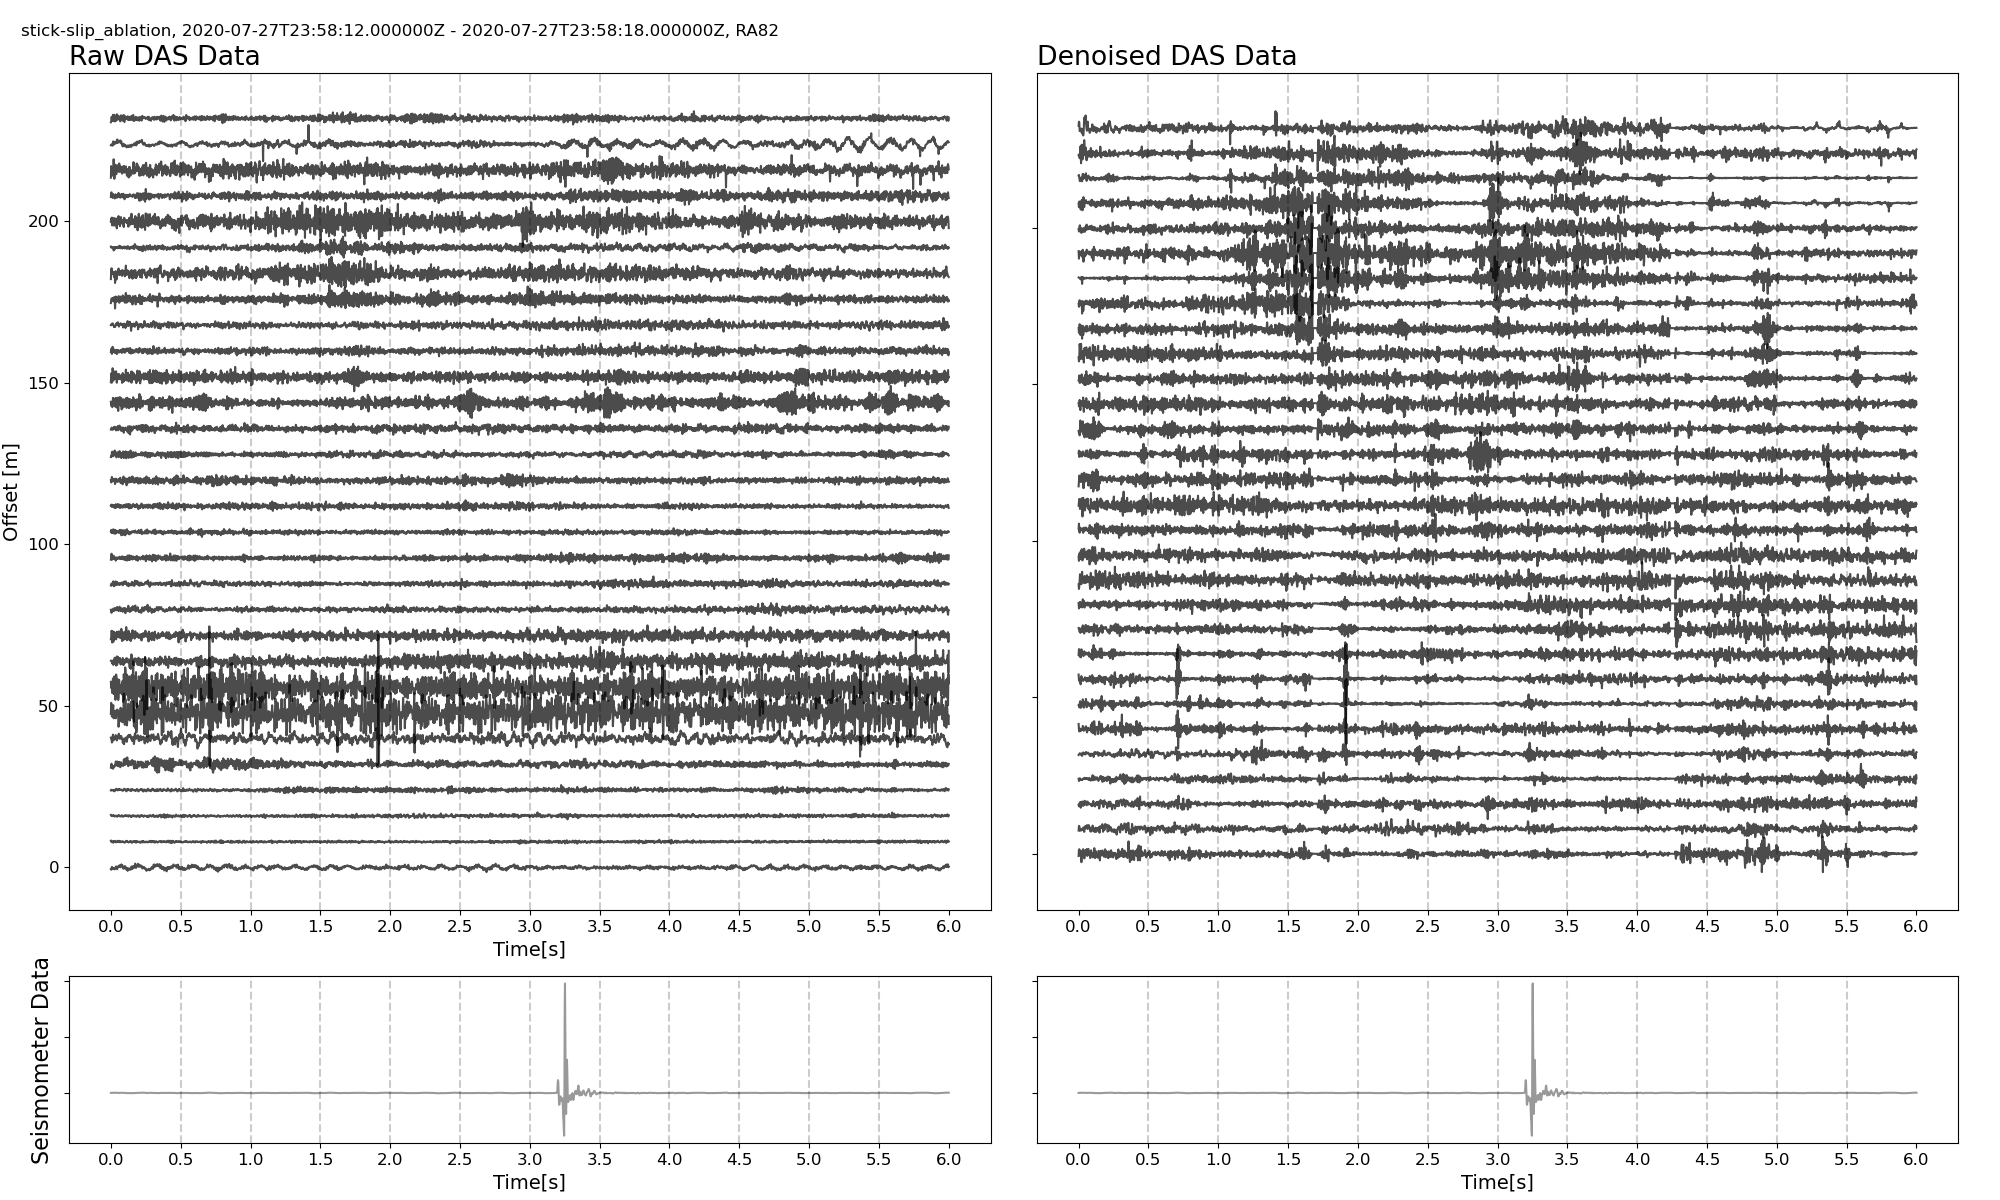 stick-slip_ablation, 2020-07-27T23:58:12.000000Z - 2020-07-27T23:58:18.000000Z, RA82
Raw DAS Data
Denoised DAS Data
Offset [m]
200
150
100
50
0
0.0 0.5 1.0 1.5 2.0 2.5 3.0 3.5 4.0 4.5 5.0 5.5 6.0
Time[s]
0.0 0.5 1.0 1.5 2.0 2.5 3.0 3.5 4.0 4.5 5.0 5.5 6.0
Seismometer Data
0.0 0.5 1.0 1.5 2.0 2.5 3.0 3.5 4.0 4.5 5.0 5.5 6.0
Time[s]
0.0 0.5 1.0 1.5 2.0 2.5 3.0 3.5 4.0 4.5 5.0 5.5 6.0
Time[s]